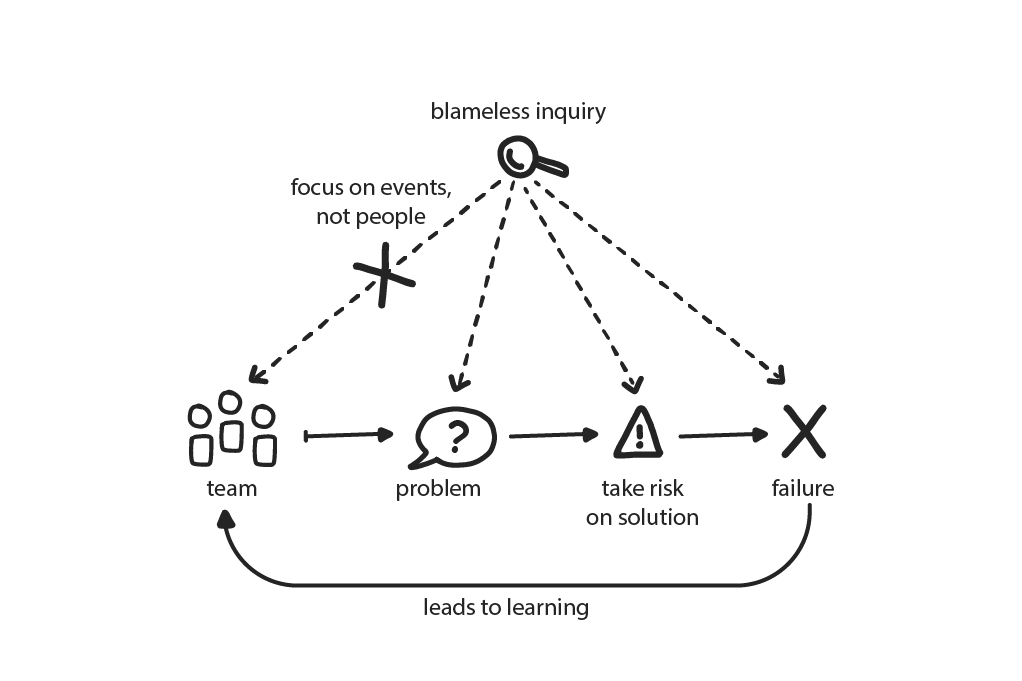 blameless inquiry
focus on events,
not people
?
!
team
problem
take risk
on solution
failure
leads to learning